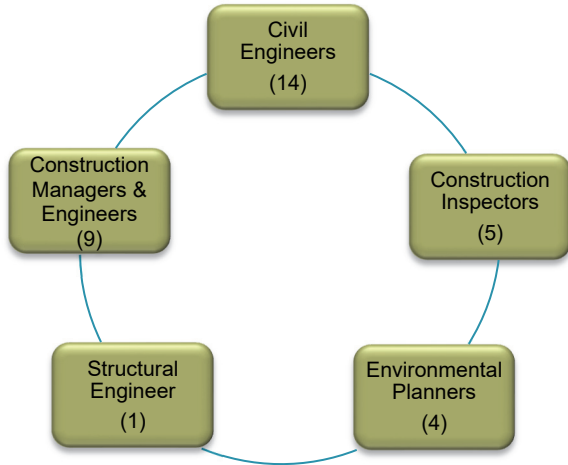 Civil
Engineers
(14)
Construction
Managers &
Engineers
(9)
Construction
Inspectors
(5)
Structural
Engineer
(1)
Environmental
Planners
(4)